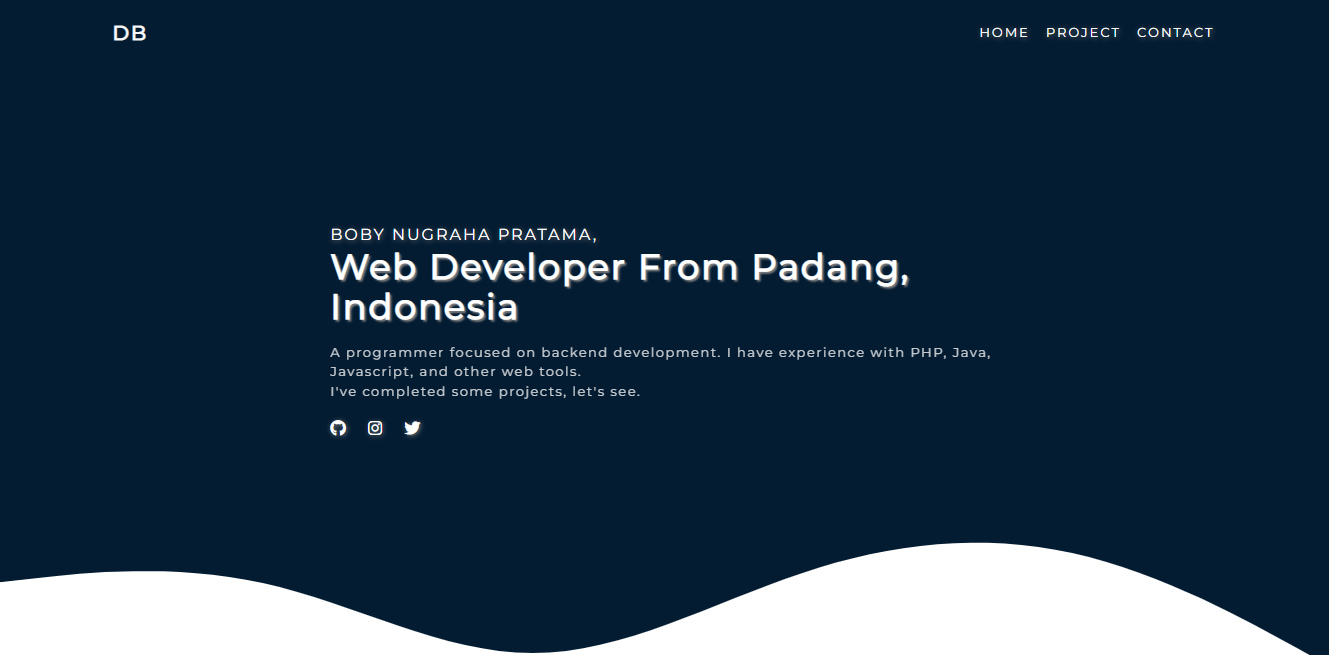 DB
HOME PROJECT CONTACT
BOBY NUGRAHA PRATAMA,
Web Developer From Padang,
Indonesia
A programmer focused on backend development. I have experience with PHP, Java,
Javascript, and other web tools.
I've completed some projects, let's see.